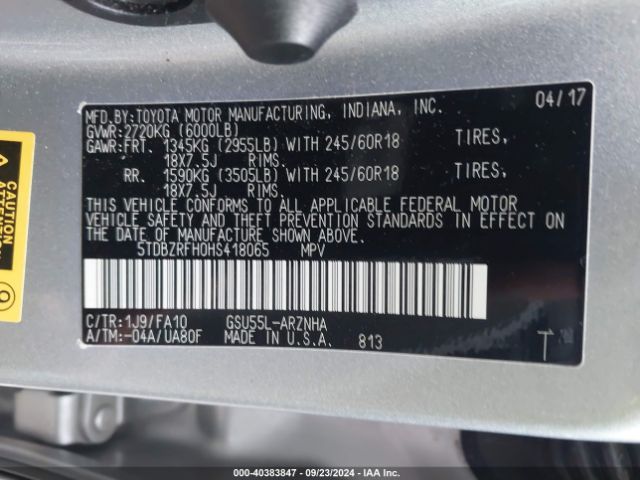 MFD.BY:TOYOTA MOTOR MANUFACTURING, INDIANA, INC. 04/17
GVWR:2720KG (6000LB)
GAWR:FRT. 1345KG (2955LB) WITH 245/60R18 TIRES,
18X7.5J RIMS.
RR. 1590KG (3505LB) WITH 245/60R18 TIRES,
18X7.5J RIMS.
THIS VEHICLE CONFORMS TO ALL APPLICABLE FEDERAL MOTOR
VEHICLE SAFETY AND THEFT PREVENTION STANDARDS IN EFFECT ON
THE DATE OF MANUFACTURE SHOWN ABOVE.
5TDBZRFH0HS418065 MPV
C/TR:1J9/FA10 GSU55L-ARZNHA
A/TM:-04A/UA80F MADE IN U.S.A. 813
CAUTION
ATTENTION
000-40383847 - 09/23/2024 - IAA